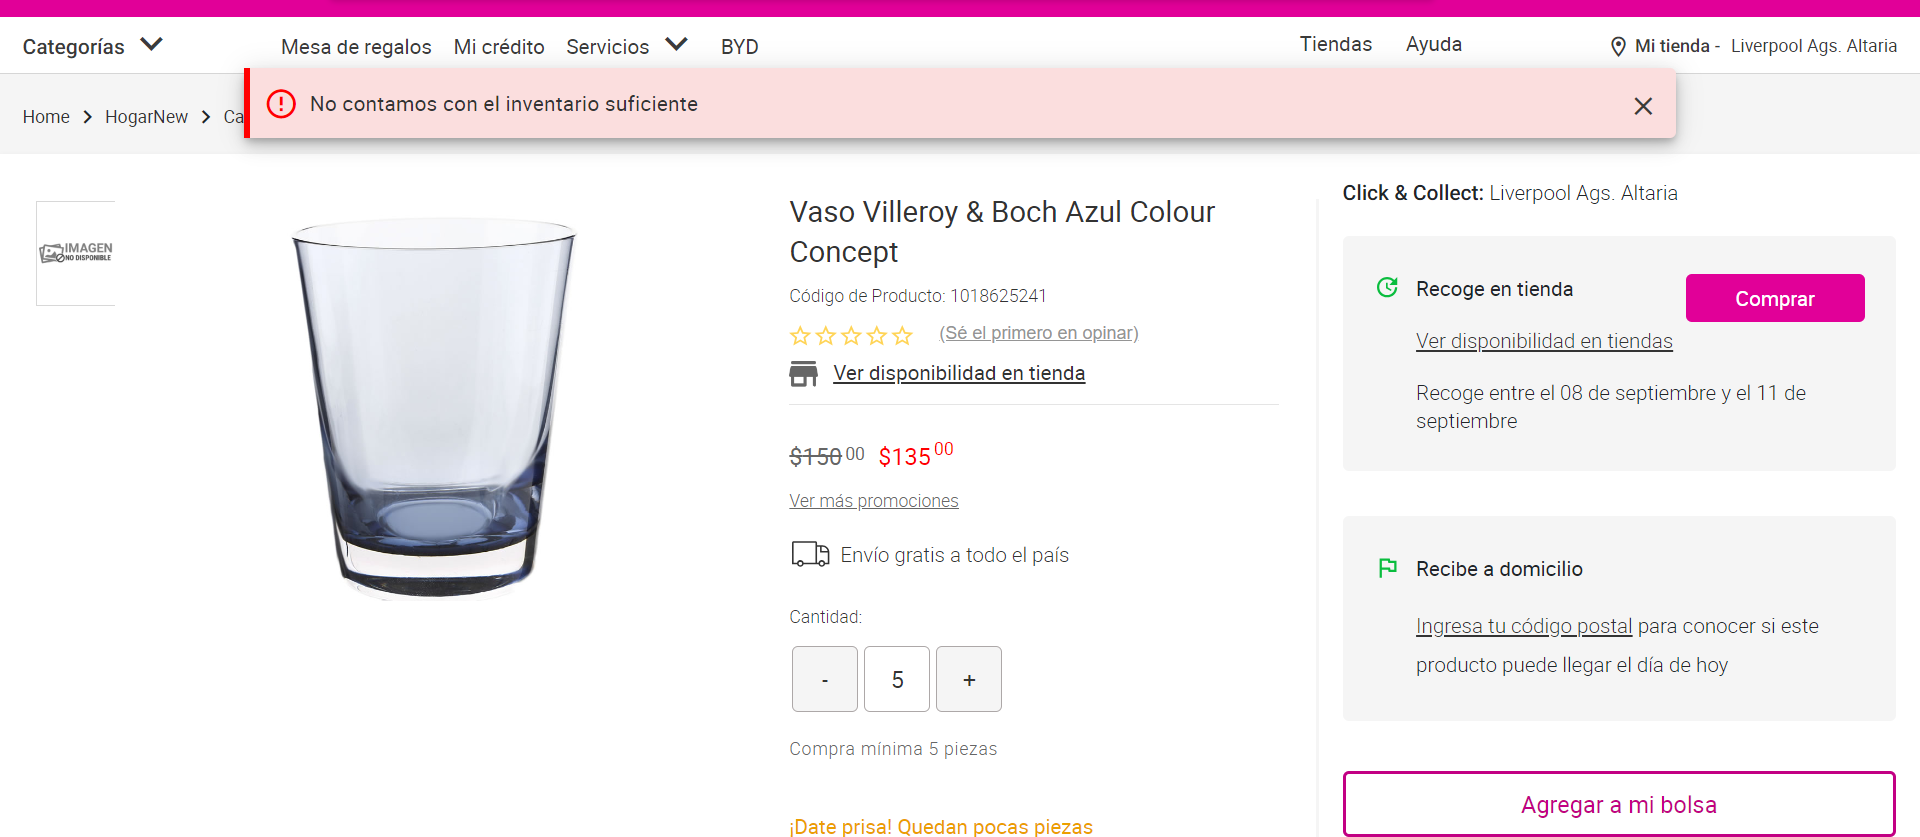 Categorías
Mesa de regalos
Mi crédito
Servicios
BYD
Tiendas
Ayuda
Mi tienda - Liverpool Ags. Altaria
No contamos con el inventario suficiente
Home > HogarNew > Ca
IMAGEN
NO DISPONIBLE
Vaso Villeroy & Boch Azul Colour
Concept
Código de Producto: 1018625241
(Sé el primero en opinar)
Ver disponibilidad en tienda
$150.00 $135.00
Ver más promociones
Envío gratis a todo el país
Cantidad:
- 5 +
Compra mínima 5 piezas
¡Date prisa! Quedan pocas piezas
Click & Collect: Liverpool Ags. Altaria
Recoge en tienda
Comprar
Ver disponibilidad en tiendas
Recoge entre el 08 de septiembre y el 11 de
septiembre
Recibe a domicilio
Ingresa tu código postal para conocer si este
producto puede llegar el día de hoy
Agregar a mi bolsa